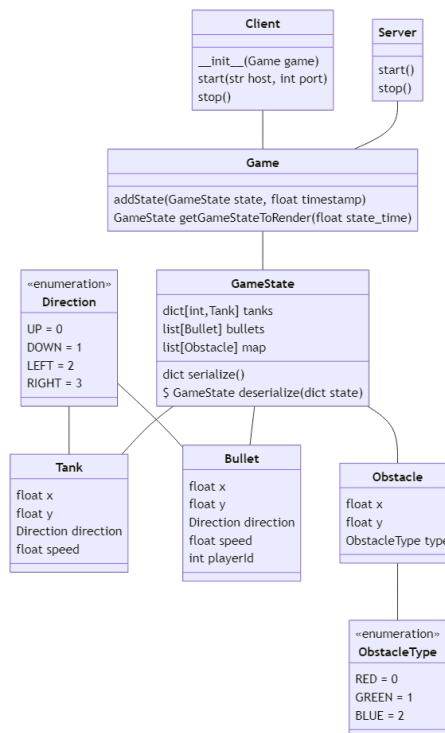 Client
__init__(Game game)
start(str host, int port)
stop()
Server
start()
stop()
Game
addState(GameState state, float timestamp)
GameState getGameStateToRender(float state_time)
«enumeration»
Direction
UP = 0
DOWN = 1
LEFT = 2
RIGHT = 3
GameState
dict[int,Tank] tanks
list[Bullet] bullets
list[Obstacle] map
dict serialize()
$ GameState deserialize(dict state)
Tank
float x
float y
Direction direction
float speed
Bullet
float x
float y
Direction direction
float speed
int playerId
Obstacle
float x
float y
ObstacleType type
«enumeration»
ObstacleType
RED = 0
GREEN = 1
BLUE = 2